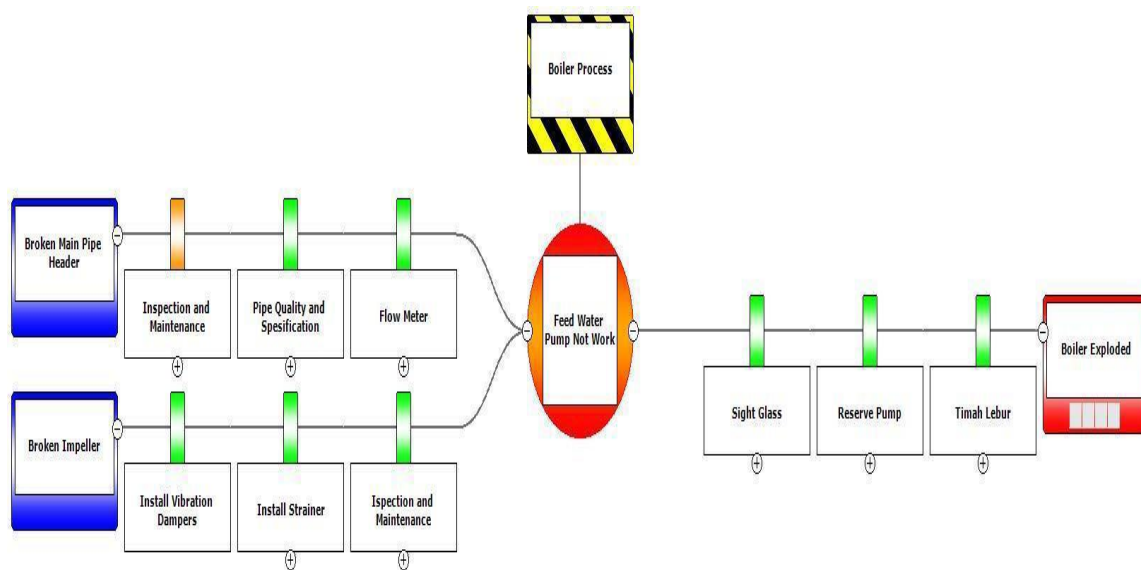 Boiler Process
Broken Main Pipe
Header
Inspection and
Maintenance
Pipe Quality and
Spesification
Flow Meter
Feed Water
Pump Not Work
Sight Glass
Reserve Pump
Timah Lebur
Boiler Exploded
Broken Impeller
Install Vibration
Dampers
Install Strainer
Ispection and
Maintenance